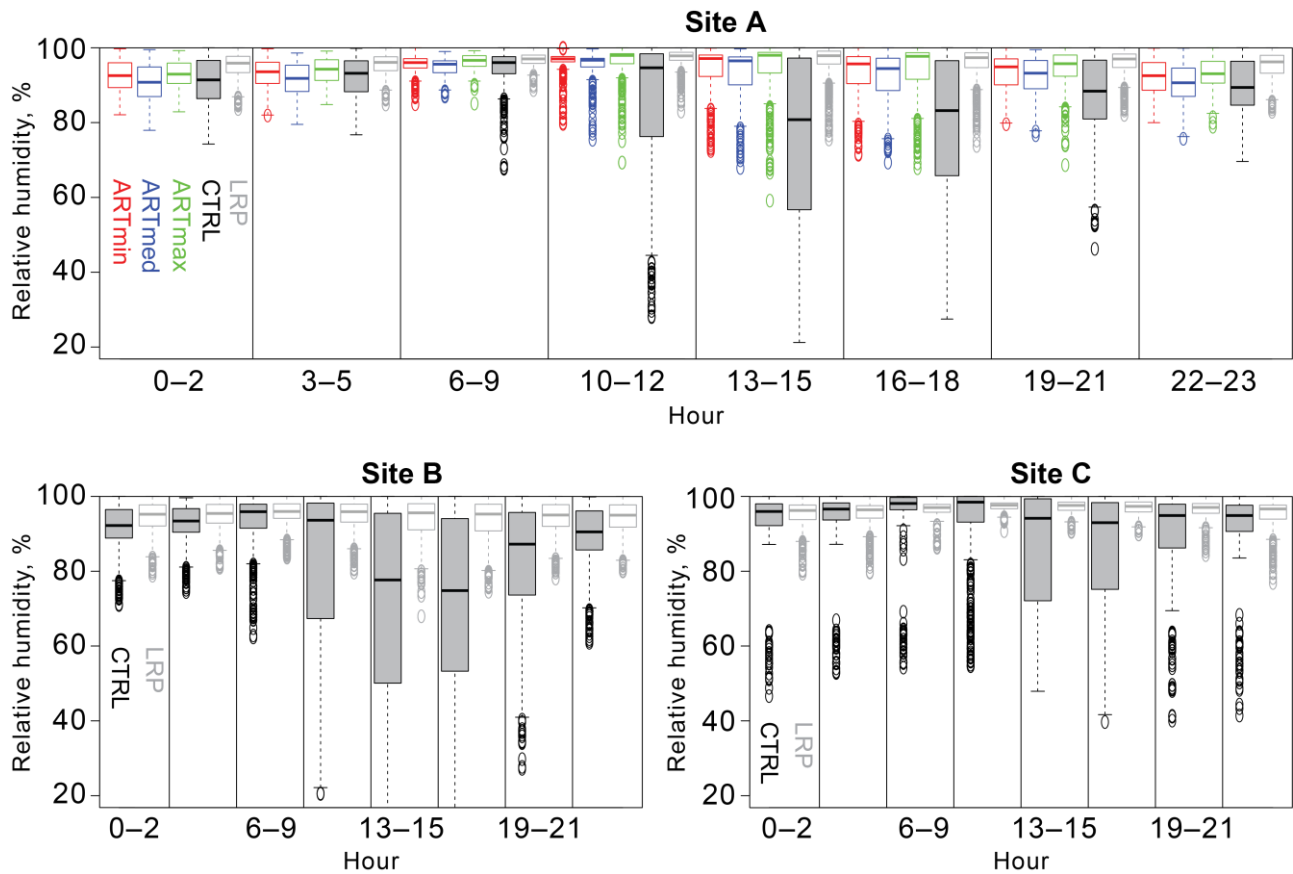 Site A
Relative humidity, %
100
80
60
40
20
ARTmin
ARTmed
ARTmax
CTRL
LRP
0–2 3–5 6–9 10–12 13–15 16–18 19–21 22–23
Hour
Site B
Relative humidity, %
100
80
60
40
20
CTRL
LRP
0–2 6–9 13–15 19–21
Hour
Site C
Relative humidity, %
100
80
60
40
20
CTRL
LRP
0–2 6–9 13–15 19–21
Hour